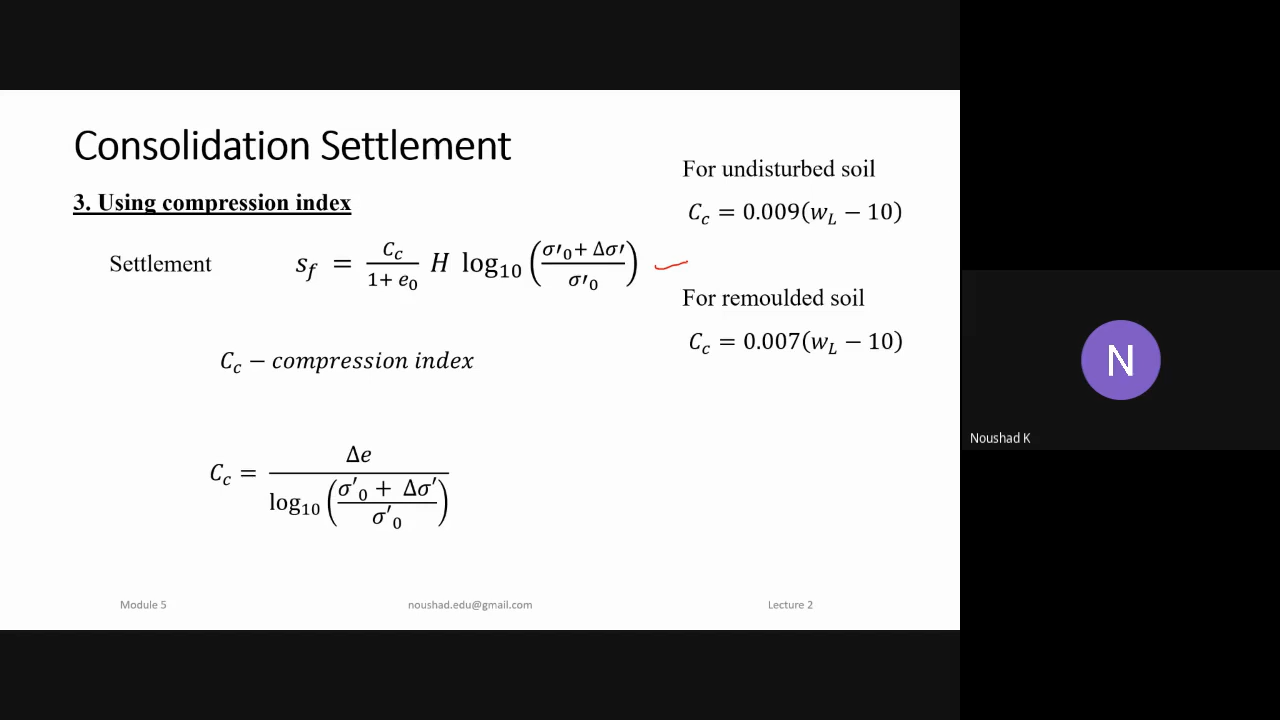 Consolidation Settlement
3. Using compression index
Settlement s_f = C_c / (1 + e_0) H log_10 ((σ′_0 + Δσ′) / σ′_0)
C_c − compression index
C_c = Δe / log_10 ((σ′_0 + Δσ′) / σ′_0)
For undisturbed soil
C_c = 0.009(w_L − 10)
For remoulded soil
C_c = 0.007(w_L − 10)
Module 5 noushad.edu@gmail.com Lecture 2
N
Noushad K